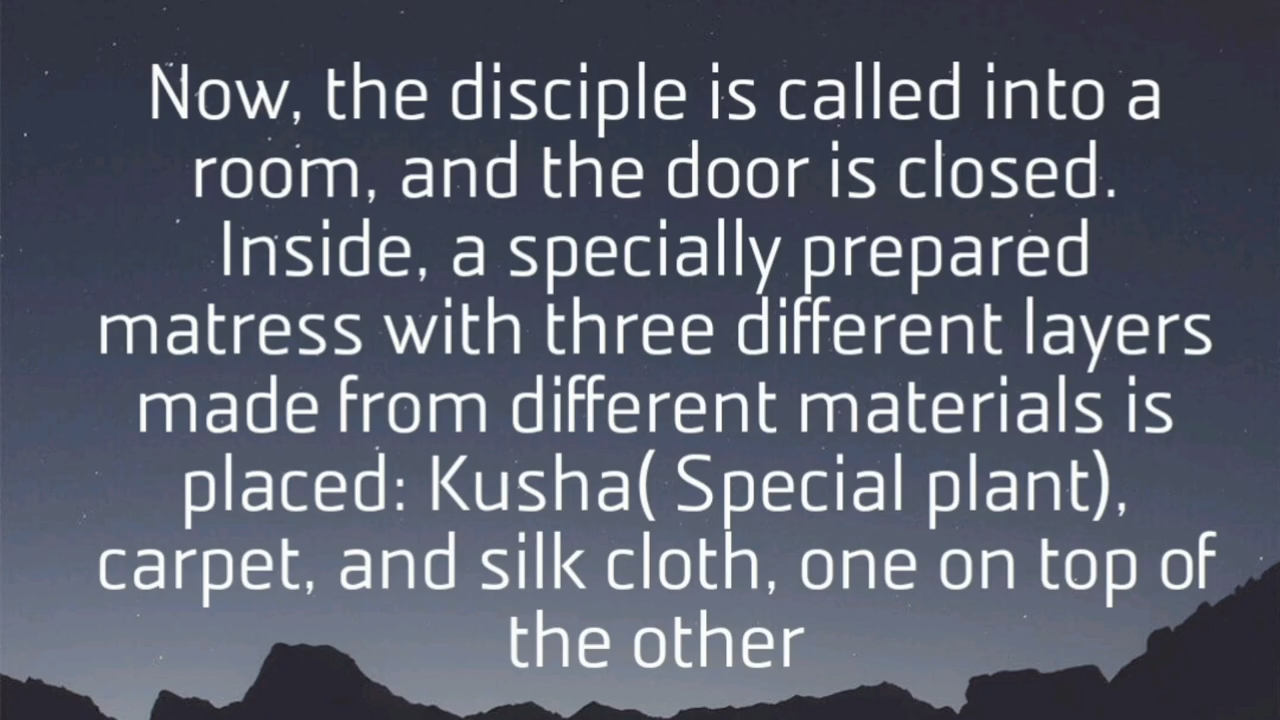 Now, the disciple is called into a
room, and the door is closed.
Inside, a specially prepared
matress with three different layers
made from different materials is
placed: Kusha( Special plant),
carpet, and silk cloth, one on top of
the other